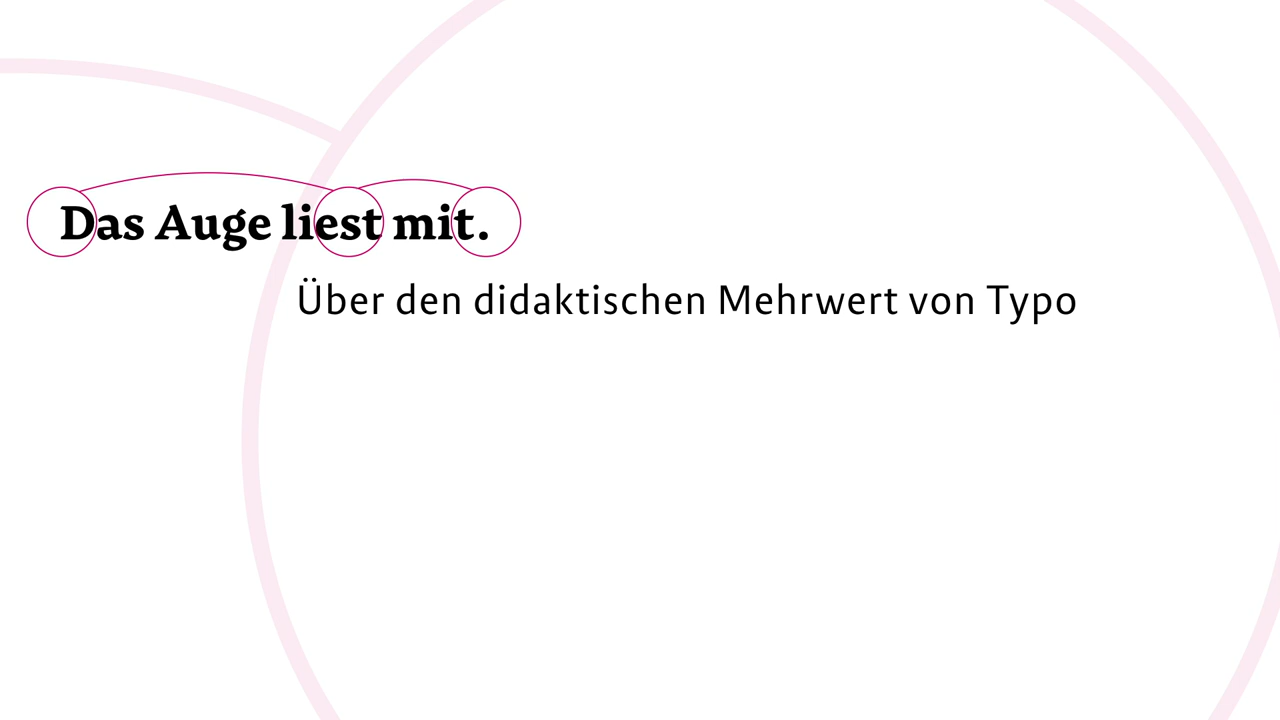 Das Auge liest mit.
Über den didaktischen Mehrwert von Typo